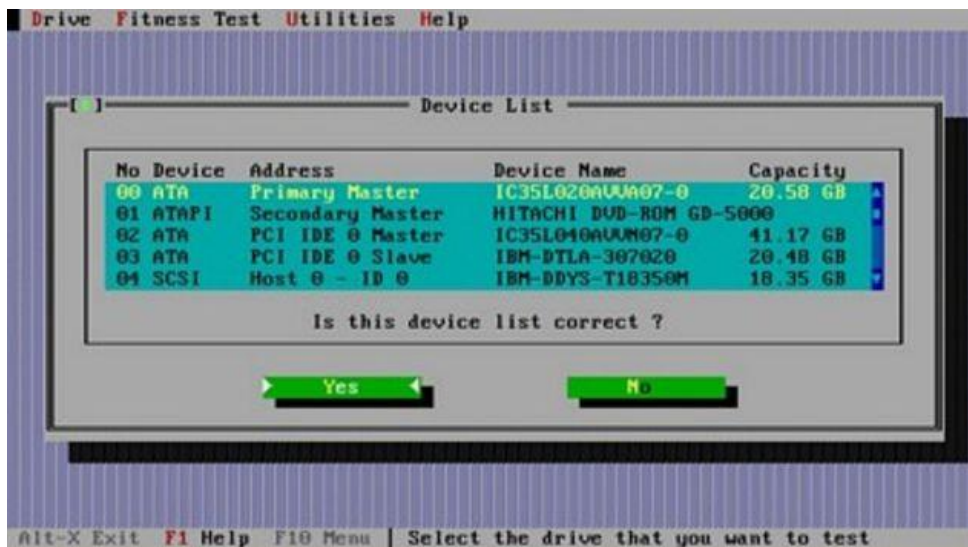 Drive Fitness Test Utilities Help
Device List
No Device Address Device Name Capacity
00 ATA Primary Master IC35L020AVVA07-0 20.58 GB
01 ATAPI Secondary Master HITACHI DVD-ROM GD-5000
02 ATA PCI IDE 0 Master IC35L040AVVN07-0 41.17 GB
03 ATA PCI IDE 0 Slave IBM-DTLA-307020 20.48 GB
04 SCSI Host 0 - ID 0 IBM-DDYS-T18350M 18.35 GB
Is this device list correct ?
Yes No
Alt-X Exit F1 Help F10 Menu | Select the drive that you want to test